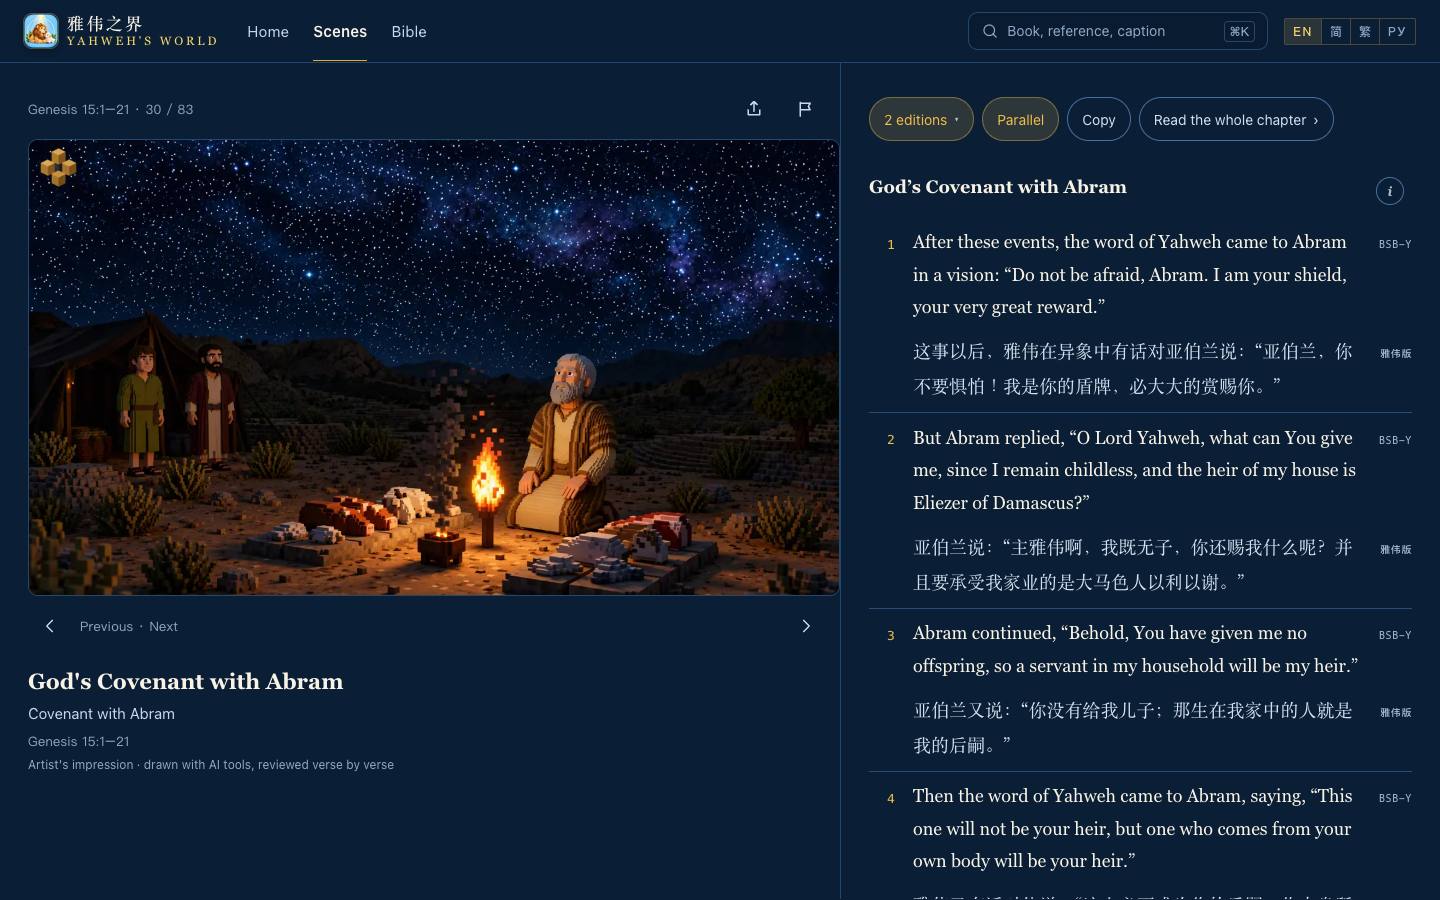 雅伟之界
YAHWEH'S WORLD
Home
Scenes
Bible
Book, reference, caption
⌘K
EN
简
繁
РУ
Genesis 15:1–21 · 30 / 83
2 editions
Parallel
Copy
Read the whole chapter ›
God’s Covenant with Abram
i
1
After these events, the word of Yahweh came to Abram
BSB-Y
in a vision: “Do not be afraid, Abram. I am your shield,
your very great reward.”
这事以后，雅伟在异象中有话对亚伯兰说：“亚伯兰，你
雅伟版
不要惧怕！我是你的盾牌，必大大的赏赐你。”
2
But Abram replied, “O Lord Yahweh, what can You give
BSB-Y
me, since I remain childless, and the heir of my house is
Eliezer of Damascus?”
亚伯兰说：“主雅伟啊，我既无子，你还赐我什么呢？并
雅伟版
且要承受我家业的是大马色人以利以谢。”
3
Abram continued, “Behold, You have given me no
BSB-Y
offspring, so a servant in my household will be my heir.”
亚伯兰又说：“你没有给我儿子；那生在我家中的人就是
雅伟版
我的后嗣。”
4
Then the word of Yahweh came to Abram, saying, “This
BSB-Y
one will not be your heir, but one who comes from your
own body will be your heir.”
Previous · Next
God's Covenant with Abram
Covenant with Abram
Genesis 15:1–21
Artist's impression · drawn with AI tools, reviewed verse by verse